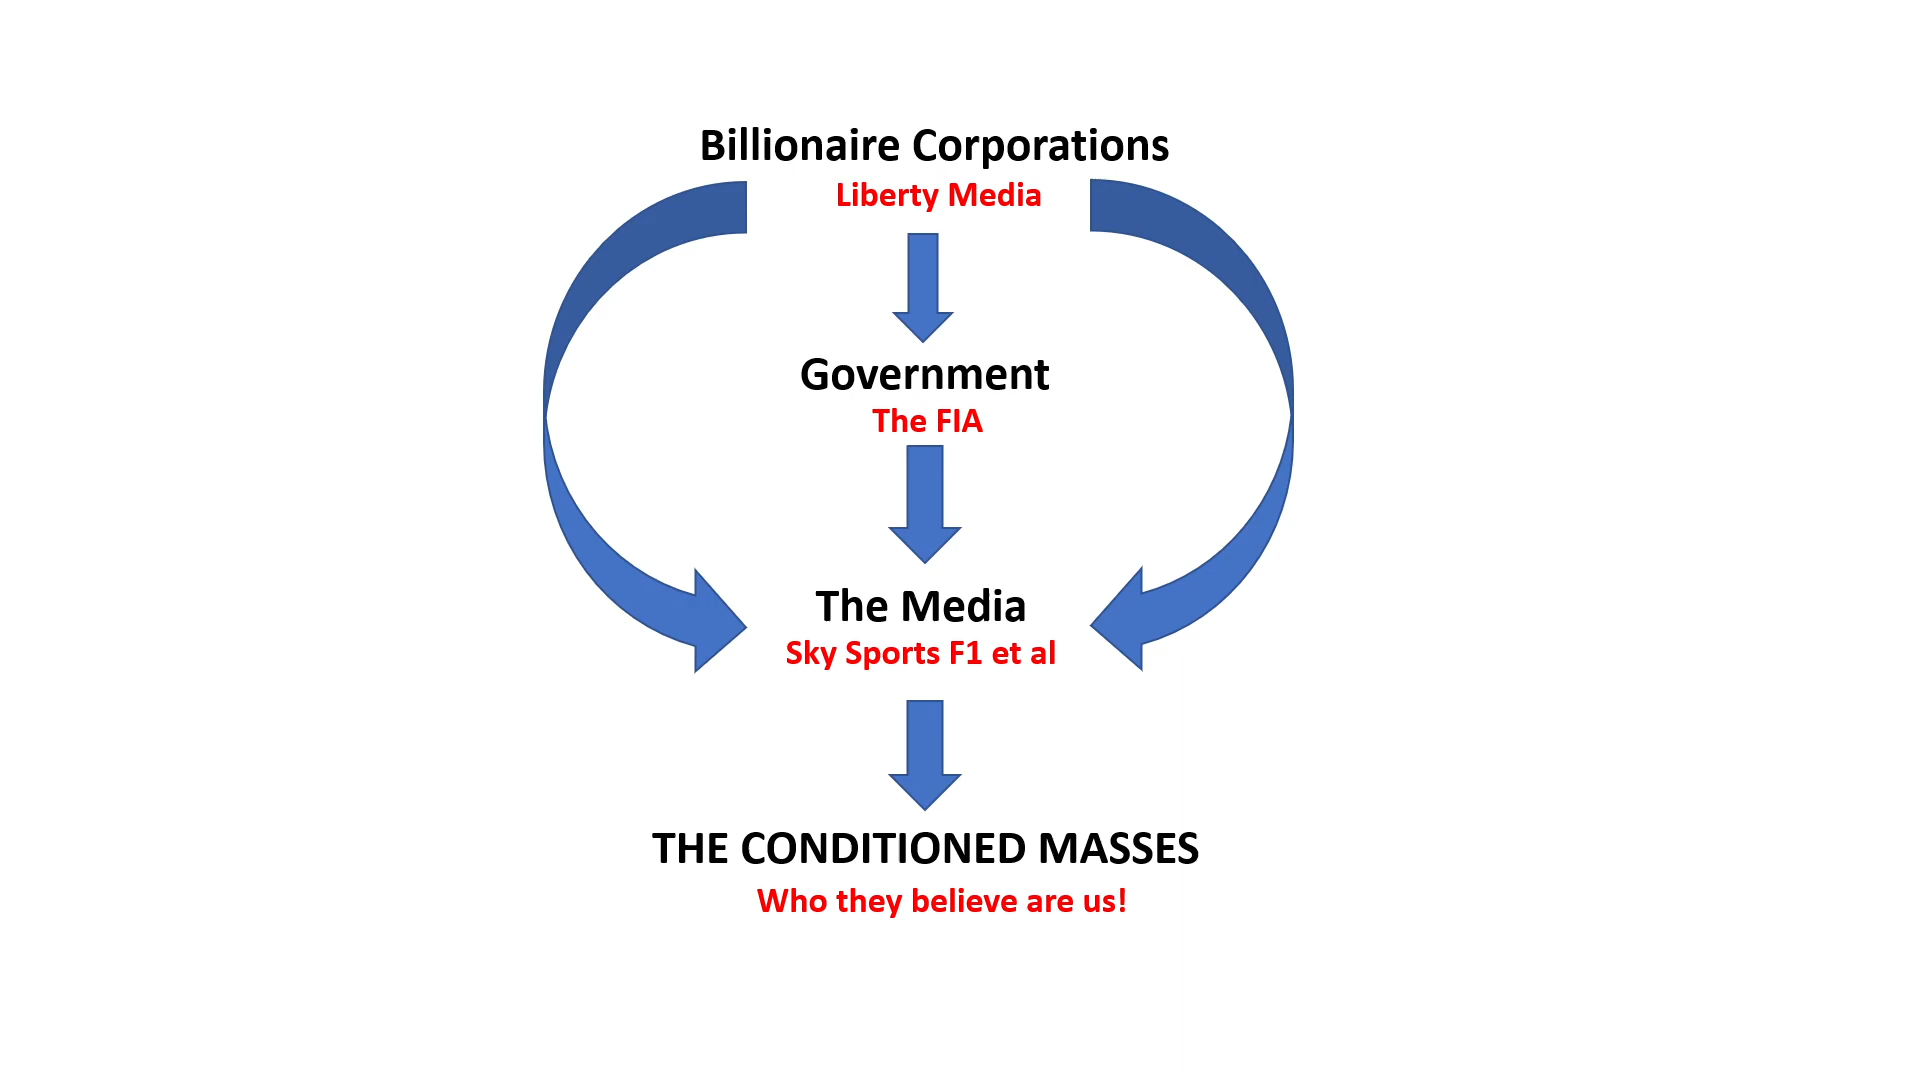 Billionaire Corporations
Liberty Media
Government
The FIA
The Media
Sky Sports F1 et al
THE CONDITIONED MASSES
Who they believe are us!